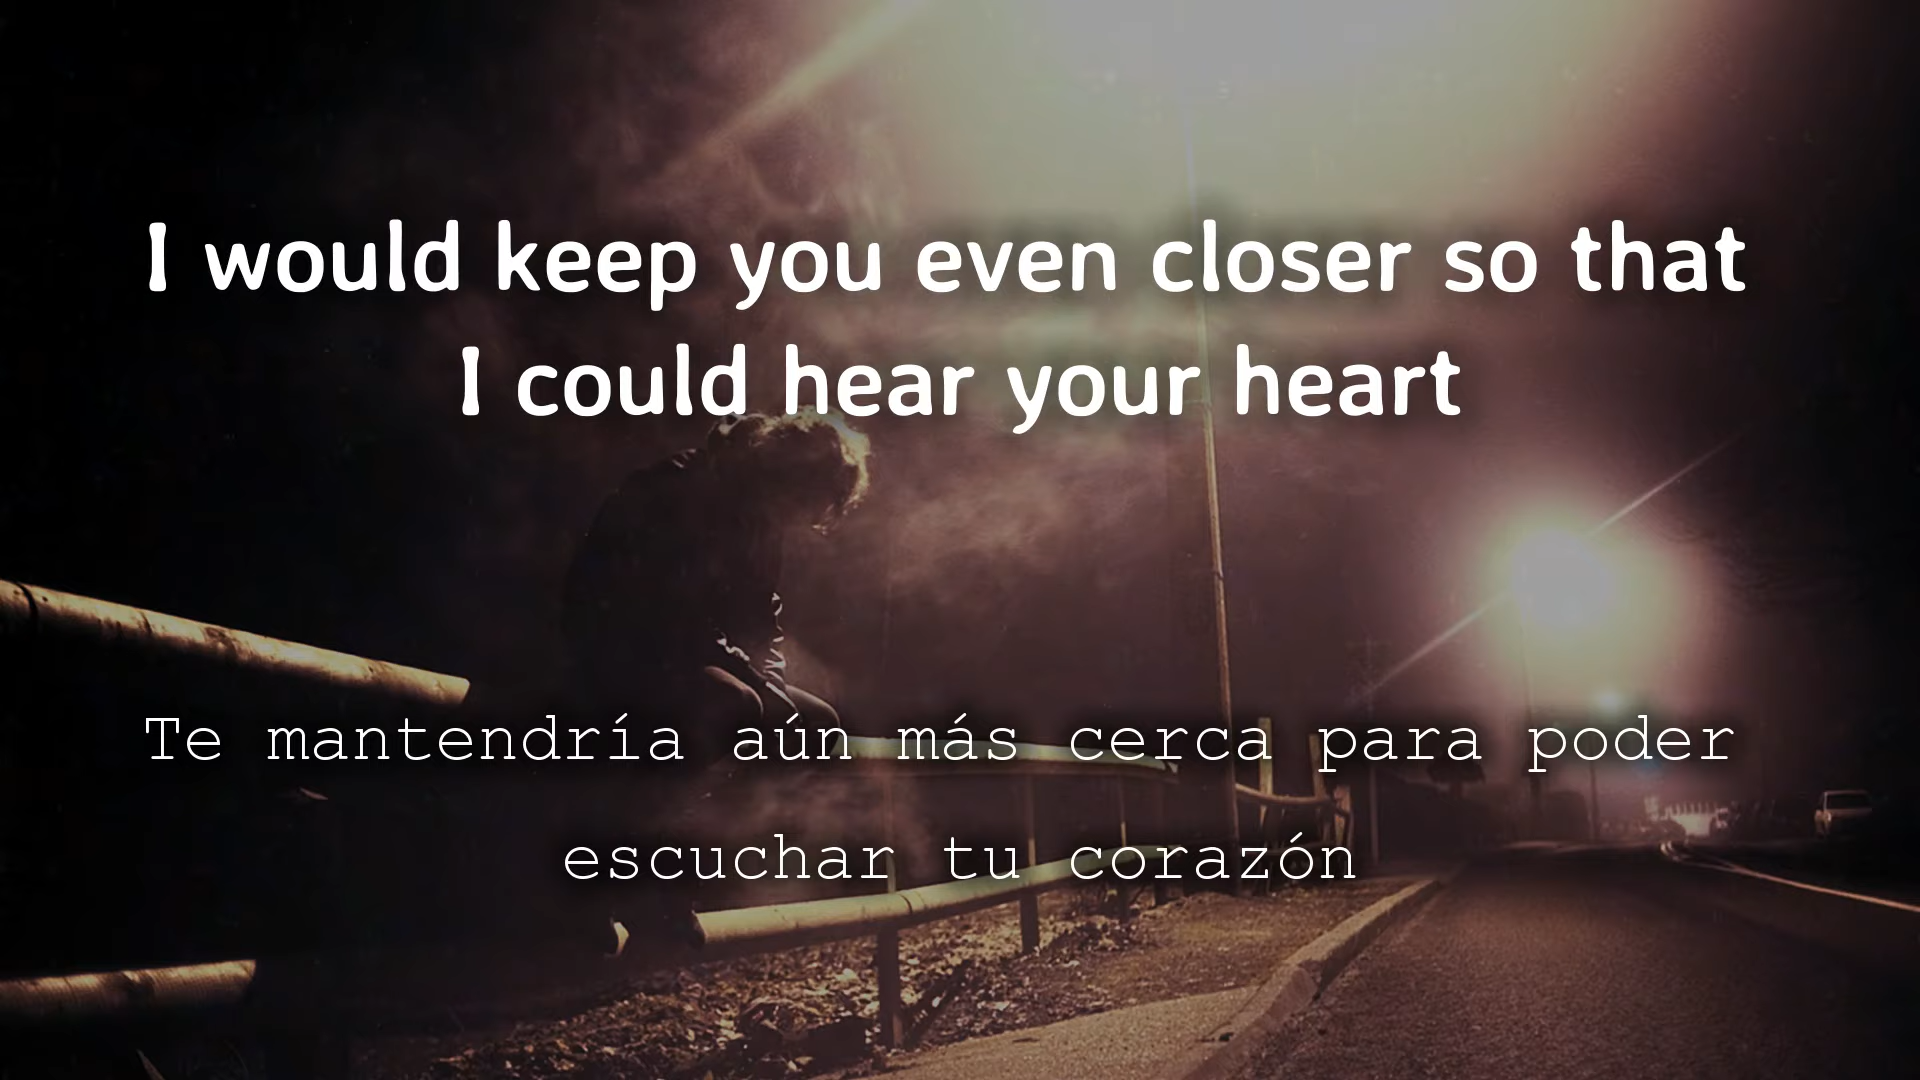 I would keep you even closer so that
I could hear your heart
Te mantendría aún más cerca para poder
escuchar tu corazón